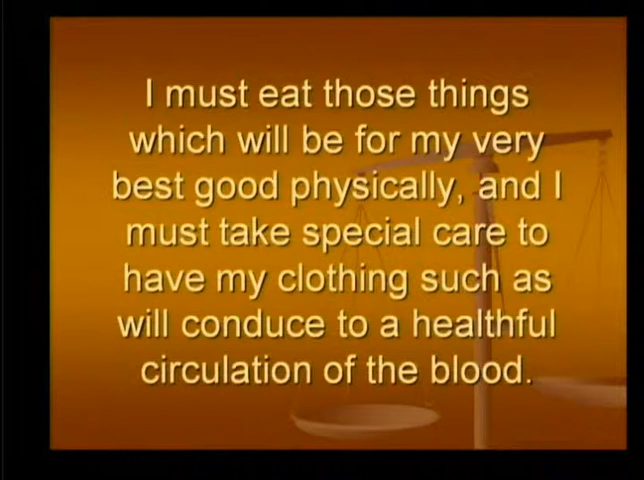 I must eat those things
which will be for my very
best good physically, and I
must take special care to
have my clothing such as
will conduce to a healthful
circulation of the blood.